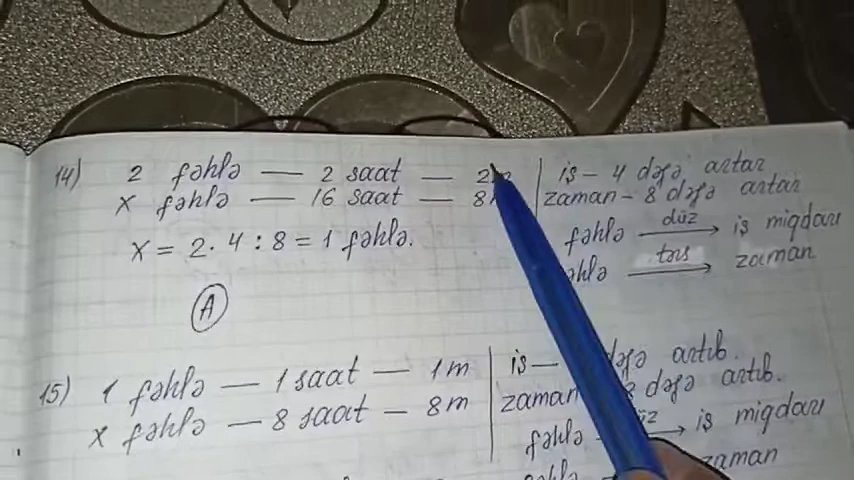 14) 2 fəhlə — 2 saat — 2m | iş – 4 dəfə artar
x fəhlə — 16 saat — 8 | zaman – 8 dəfə artar
x = 2 · 4 : 8 = 1 fəhlə.
fəhlə düz → iş miqdarı
tərs → zaman
A
15) 1 fəhlə — 1 saat — 1m | iş — dəfə artıb.
x fəhlə — 8 saat – 8m | zaman dəfə artıb.
fəhlə → iş miqdarı
zaman